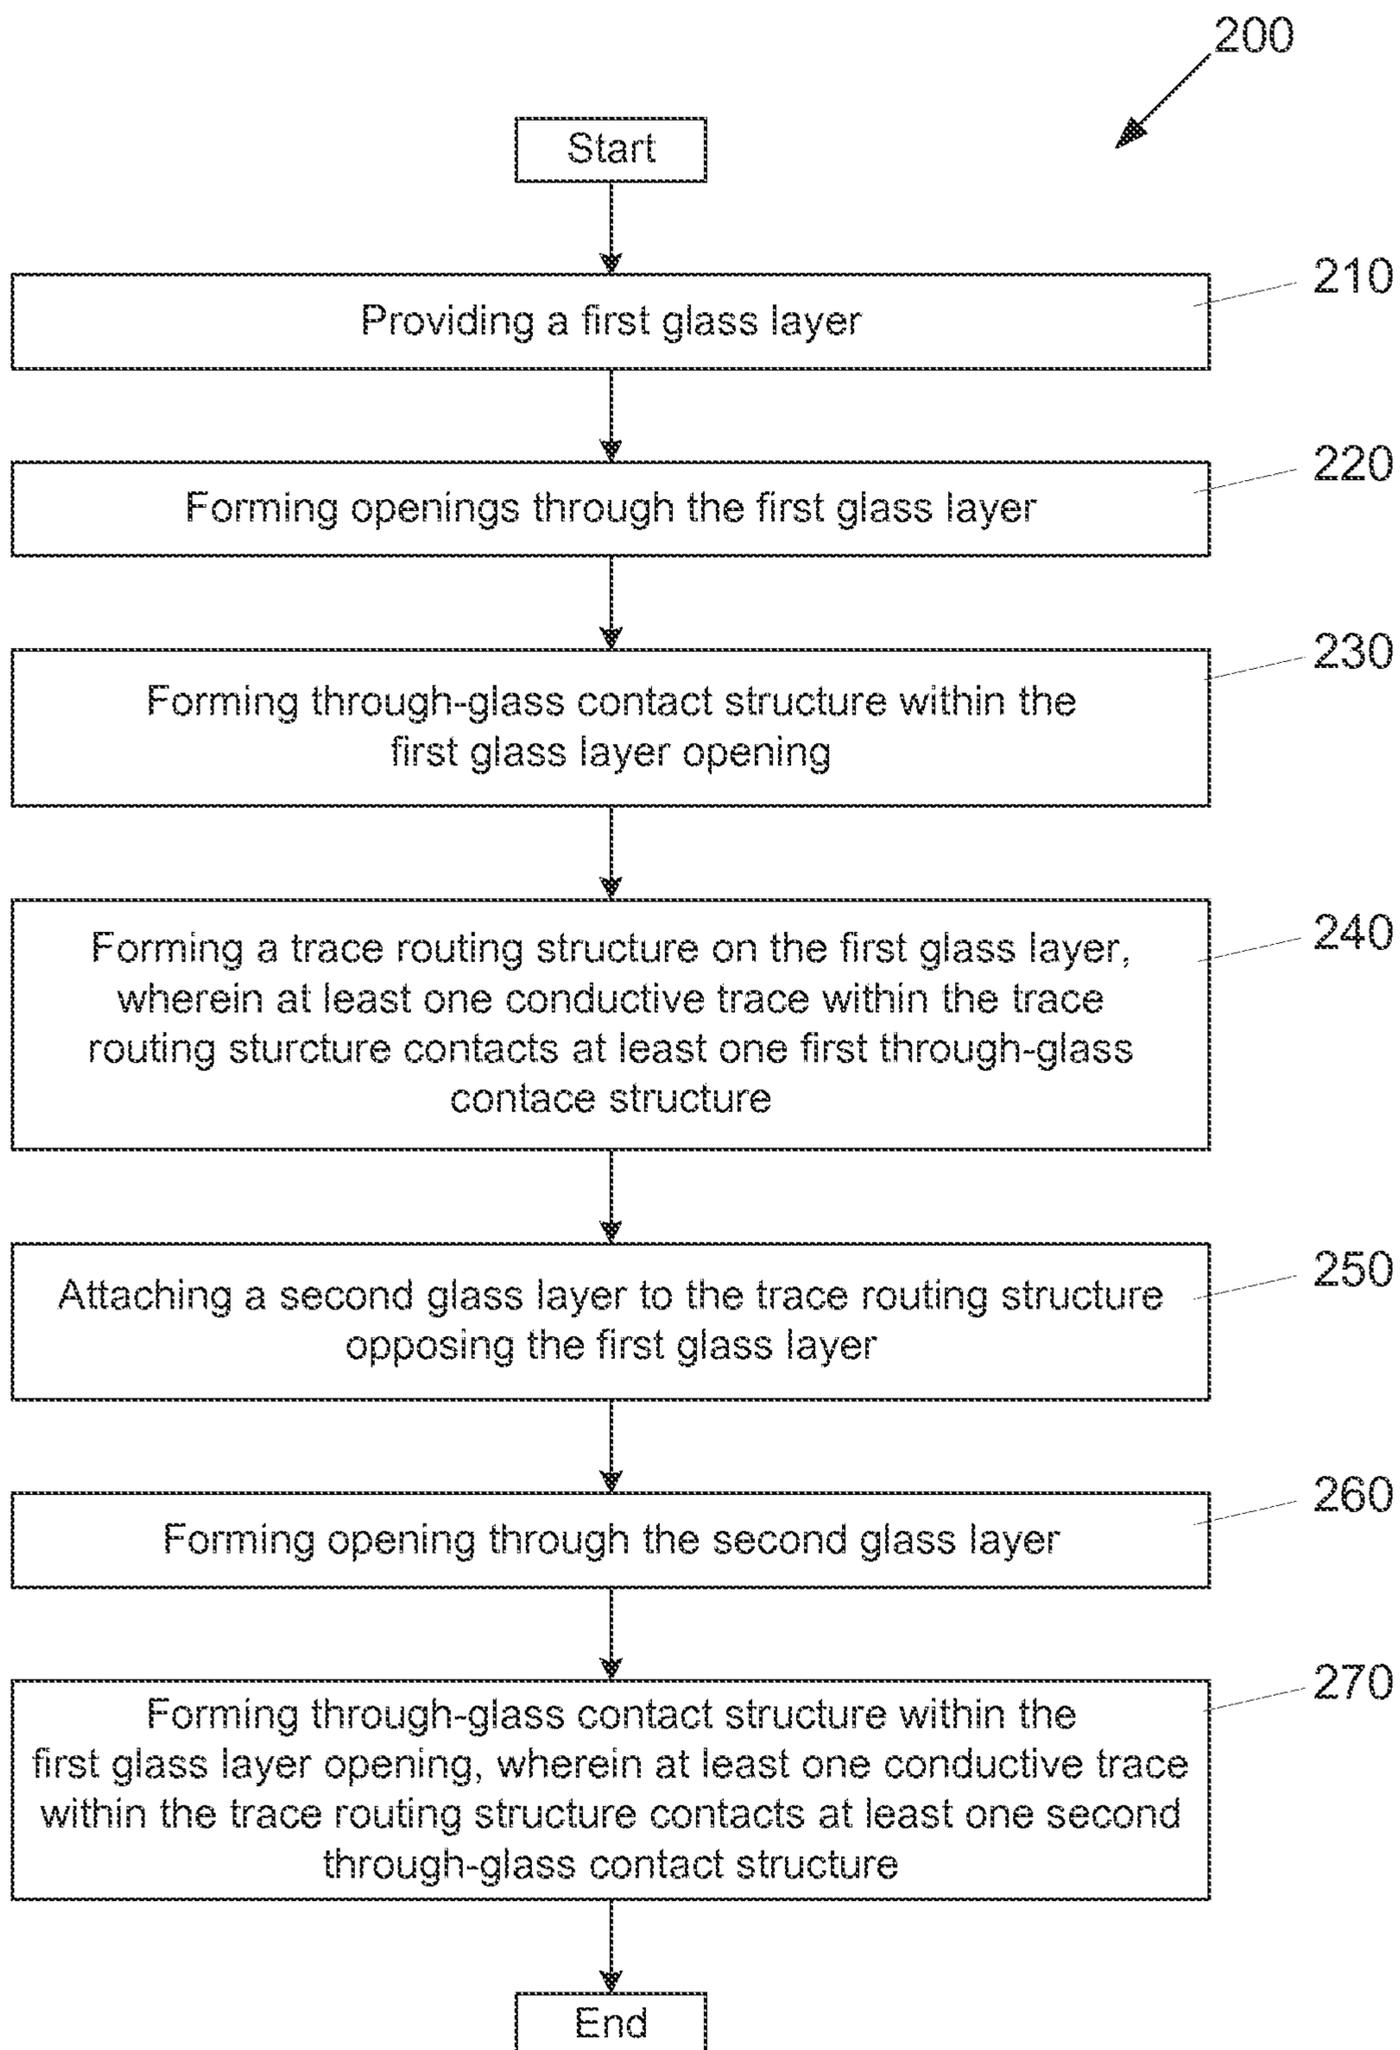 200
Start
210
Providing a first glass layer
220
Forming openings through the first glass layer
230
Forming through-glass contact structure within the
first glass layer opening
240
Forming a trace routing structure on the first glass layer,
wherein at least one conductive trace within the trace
routing sturcture contacts at least one first through-glass
contace structure
250
Attaching a second glass layer to the trace routing structure
opposing the first glass layer
260
Forming opening through the second glass layer
270
Forming through-glass contact structure within the
first glass layer opening, wherein at least one conductive trace
within the trace routing structure contacts at least one second
through-glass contact structure
End